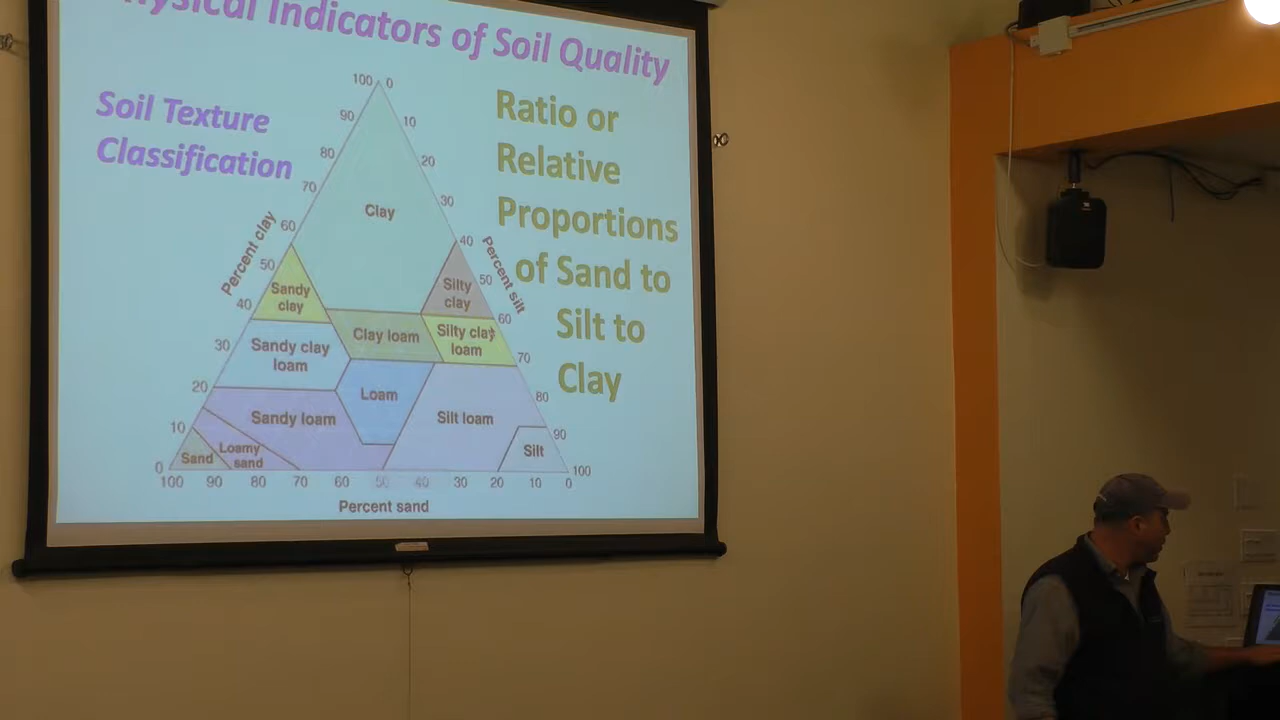 Physical Indicators of Soil Quality
Soil Texture
Classification
Ratio or
Relative
Proportions
of Sand to
Silt to
Clay
100 0
90 10
80 20
70 30
60 40
50 50
40 60
30 70
20 80
10 90
0 100
Percent clay
Percent silt
Clay
Sandy
clay
Silty
clay
Clay loam
Silty clay
loam
Sandy clay
loam
Loam
Sandy loam
Silt loam
Sand
Loamy
sand
Silt
100 90 80 70 60 50 40 30 20 10 0
Percent sand